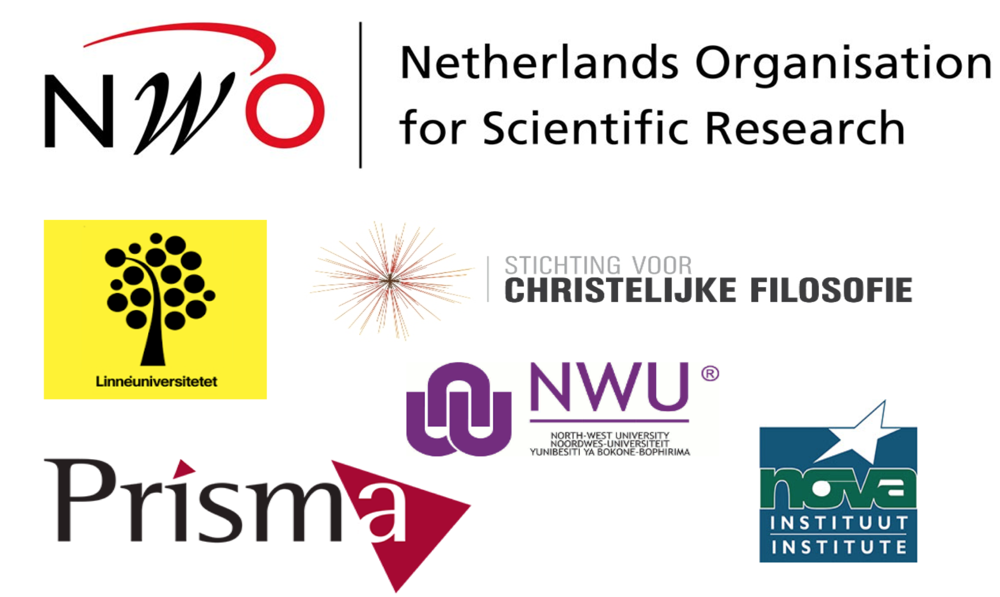 NWO
Netherlands Organisation
for Scientific Research
Linnéuniversitetet
STICHTING VOOR
CHRISTELIJKE FILOSOFIE
NWU ®
NORTH-WEST UNIVERSITY
NOORDWES-UNIVERSITEIT
YUNIBESITI YA BOKONE-BOPHIRIMA
Prisma
nova
INSTITUUT
INSTITUTE